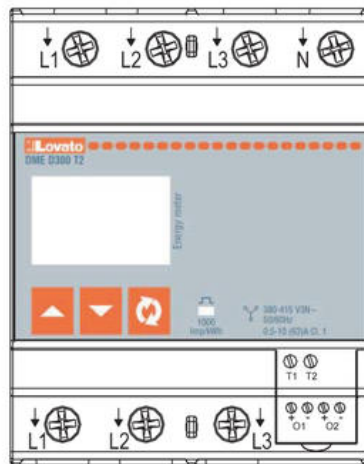 L1 L2 L3 N
Lovato
DME D300 T2
Energy meter
1000
imp/kWh
380-415 V3N~
50/60Hz
0.5-10 (63)A Cl. 1
T1 T2
+ - + -
O1 O2
L1 L2 L3